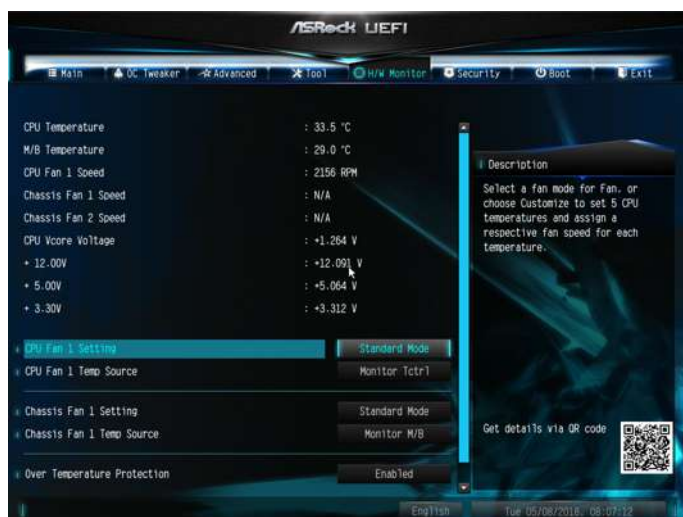 ASRock UEFI
Main OC Tweaker Advanced Tool H/W Monitor Security Boot Exit
CPU Temperature : 33.5 °C
M/B Temperature : 29.0 °C
CPU Fan 1 Speed : 2156 RPM
Chassis Fan 1 Speed : N/A
Chassis Fan 2 Speed : N/A
CPU Vcore Voltage : +1.264 V
+ 12.00V : +12.091 V
+ 5.00V : +5.064 V
+ 3.30V : +3.312 V
CPU Fan 1 Setting Standard Mode
CPU Fan 1 Temp Source Monitor Tctrl
Chassis Fan 1 Setting Standard Mode
Chassis Fan 1 Temp Source Monitor M/B
Over Temperature Protection Enabled
Description
Select a fan mode for Fan, or
choose Customize to set 5 CPU
temperatures and assign a
respective fan speed for each
temperature.
Get details via QR code
English Tue 05/08/2018, 08:07:12